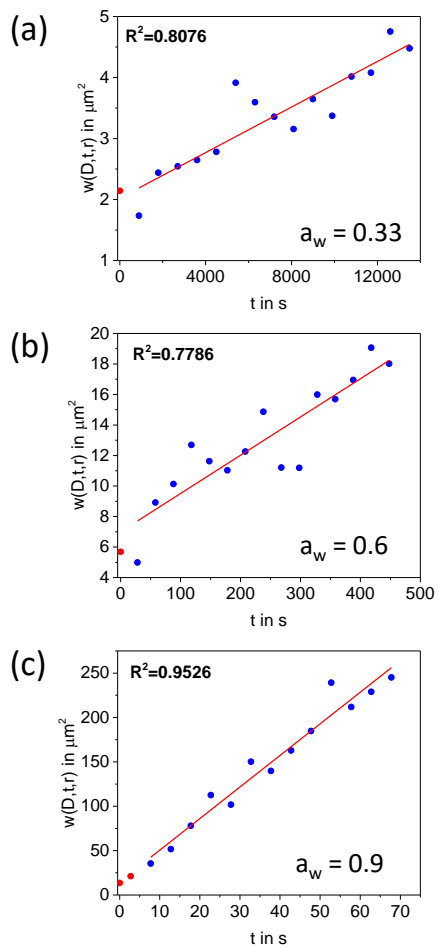 (a)
R²=0.8076
5
4
3
2
1
w(D,t,r) in μm²
a_w = 0.33
0 4000 8000 12000
t in s
(b)
R²=0.7786
20
18
16
14
12
10
8
6
4
w(D,t,r) in μm²
a_w = 0.6
0 100 200 300 400 500
t in s
(c)
R²=0.9526
250
200
150
100
50
0
w(D,t,r) in μm²
a_w = 0.9
0 10 20 30 40 50 60 70
t in s